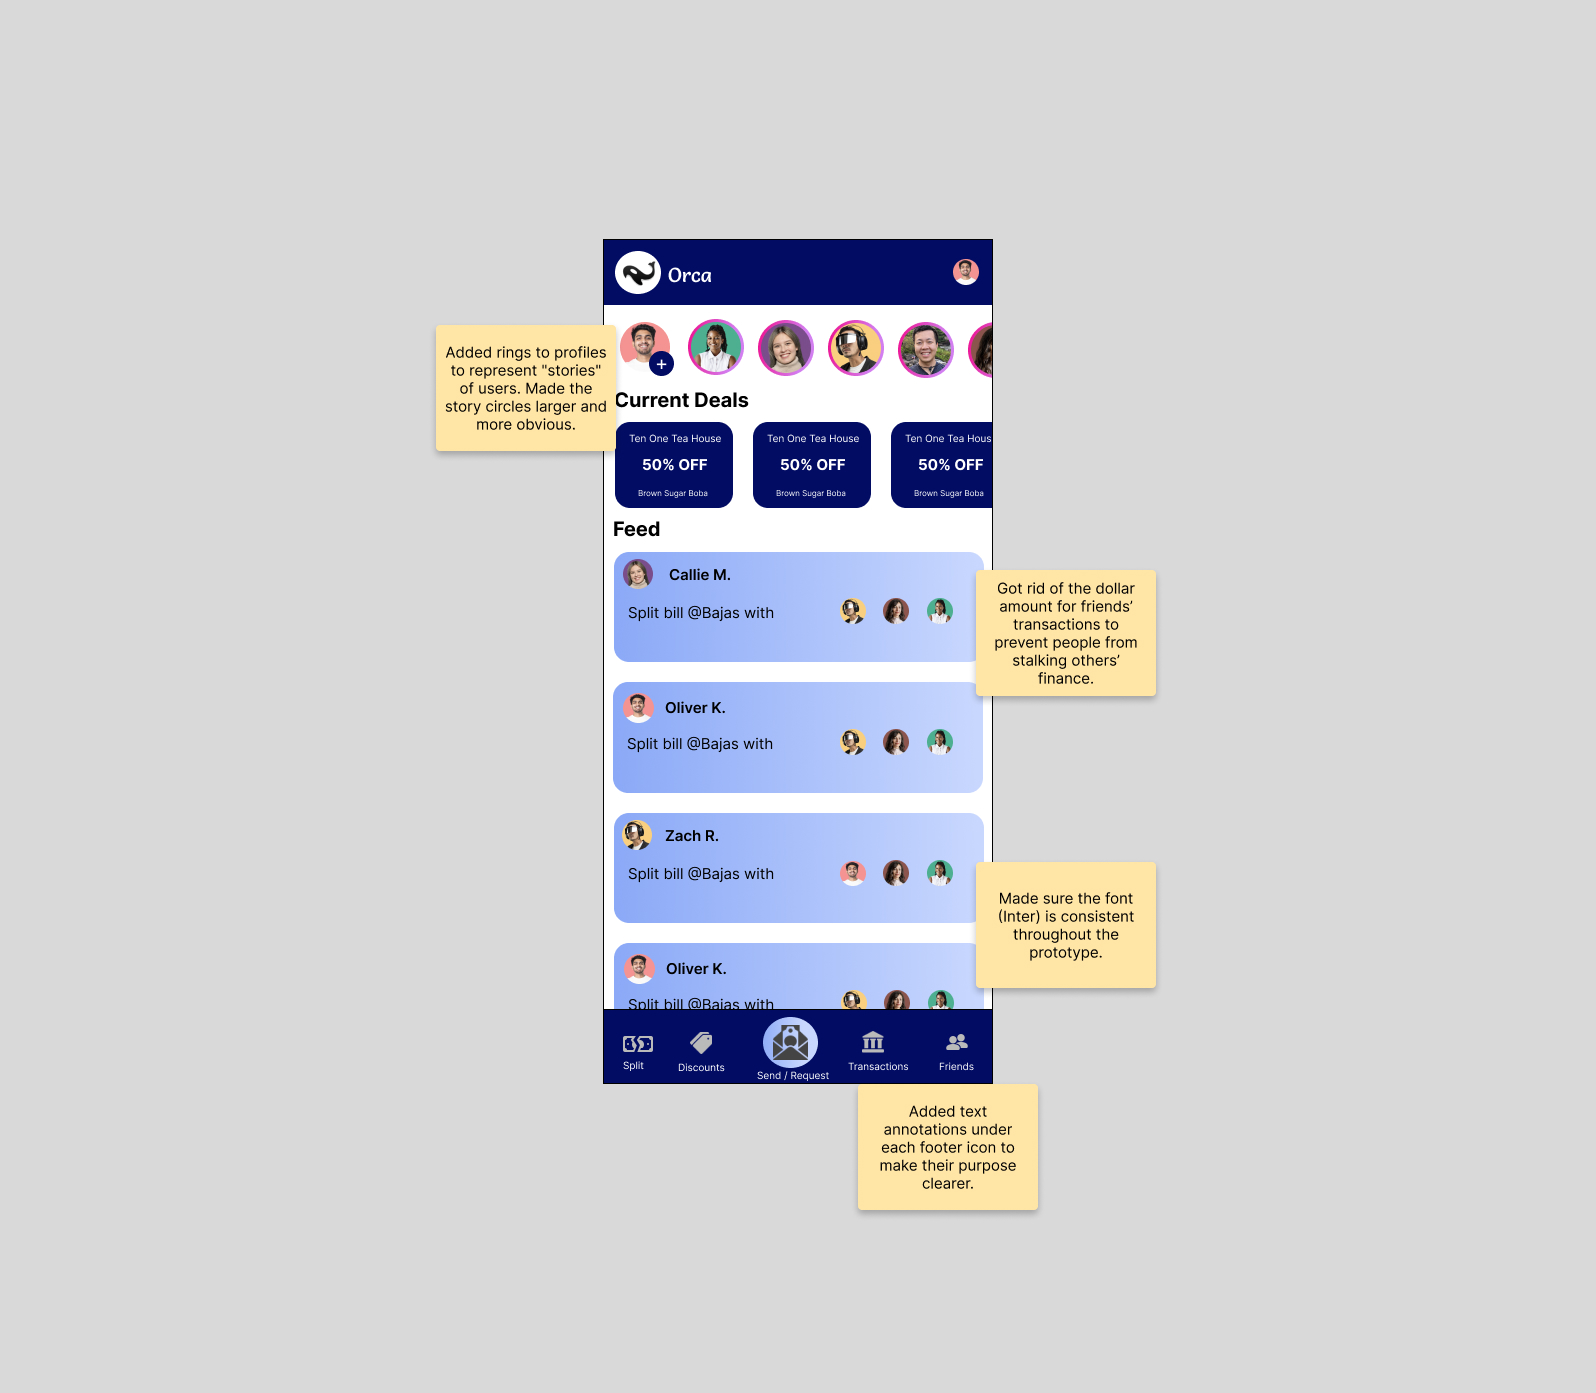 Orca
Added rings to profiles
to represent "stories"
of users. Made the
story circles larger and
more obvious.
+
Current Deals
Ten One Tea House
50% OFF
Brown Sugar Boba
Ten One Tea House
50% OFF
Brown Sugar Boba
Ten One Tea Hous
50% OFF
Brown Sugar Boba
Feed
Callie M.
Split bill @Bajas with
Got rid of the dollar
amount for friends’
transactions to
prevent people from
stalking others’
finance.
Oliver K.
Split bill @Bajas with
Zach R.
Split bill @Bajas with
Made sure the font
(Inter) is consistent
throughout the
prototype.
Oliver K.
Split bill @Bajas with
Split
Discounts
Send / Request
Transactions
Friends
Added text
annotations under
each footer icon to
make their purpose
clearer.